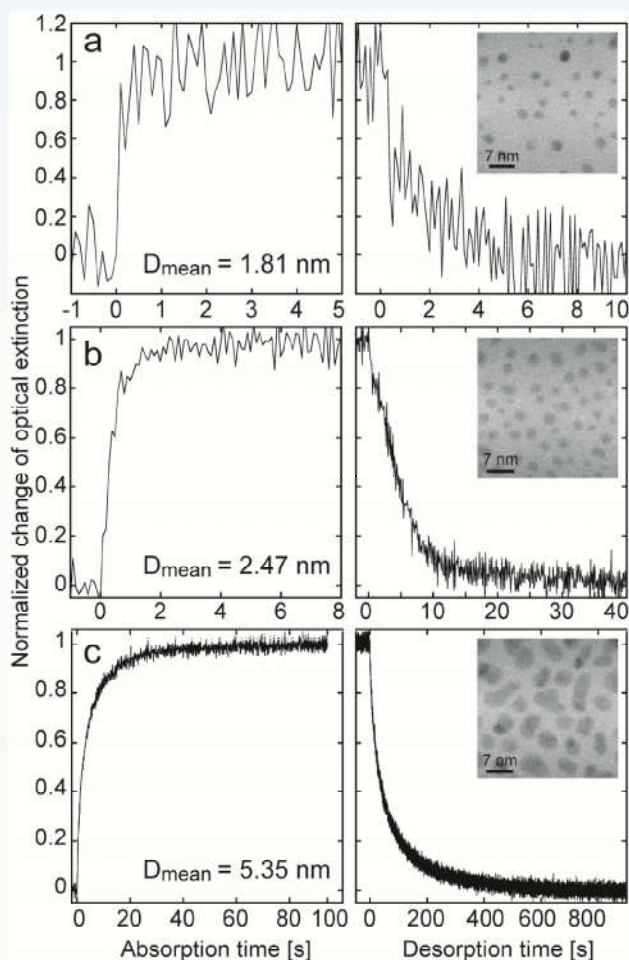 Normalized change of optical extinction
a
1.2
1
0.8
0.6
0.4
0.2
0
-1 0 1 2 3 4 5
D mean = 1.81 nm
7 nm
0 2 4 6 8 10
b
1
0.8
0.6
0.4
0.2
0
0 2 4 6 8
D mean = 2.47 nm
7 nm
0 10 20 30 40
c
1
0.8
0.6
0.4
0.2
0
0 20 40 60 80 100
D mean = 5.35 nm
7 nm
0 200 400 600 800
Absorption time [s]
Desorption time [s]